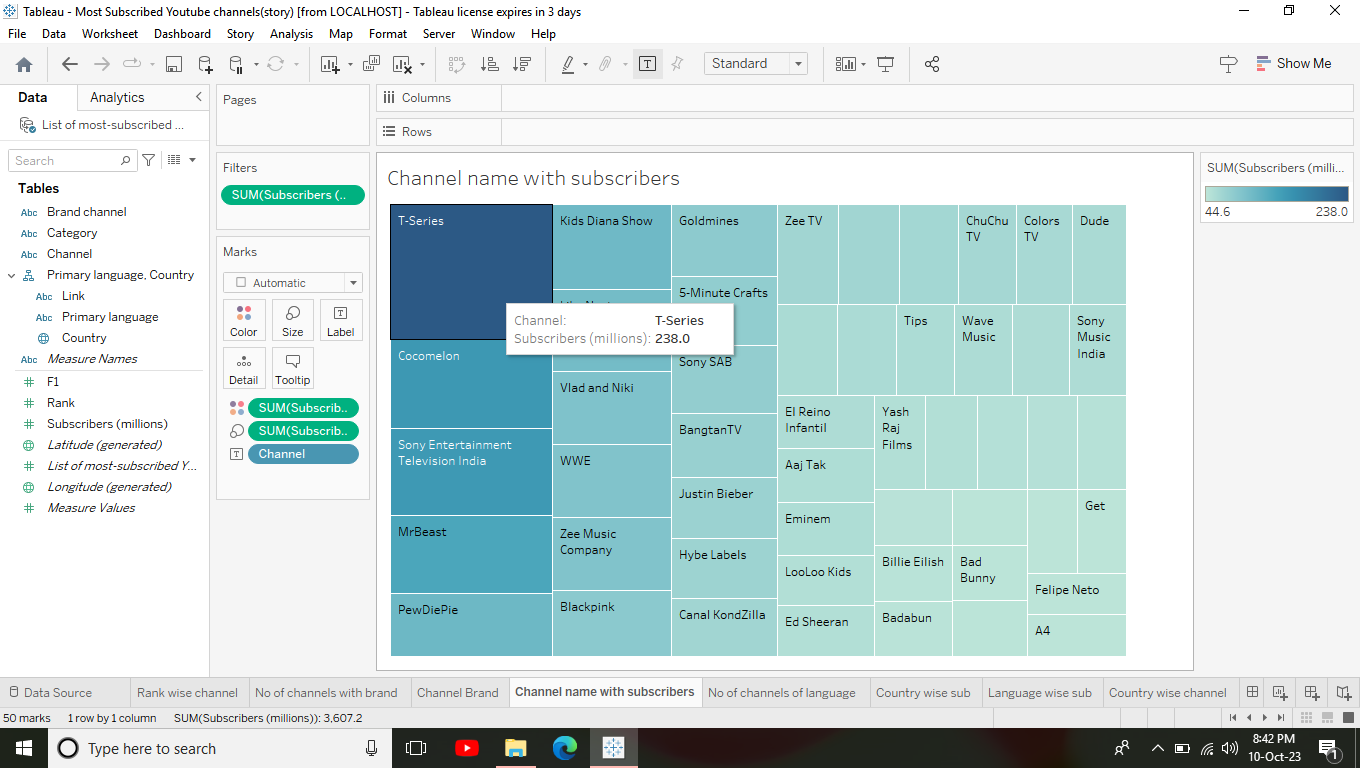 Tableau - Most Subscribed Youtube channels(story) [from LOCALHOST] - Tableau license expires in 3 days
File Data Worksheet Dashboard Story Analysis Map Format Server Window Help
Standard
Show Me
Data Analytics
List of most-subscribed ...
Search
Tables
Abc Brand channel
Abc Category
Abc Channel
Primary language, Country
Abc Link
Abc Primary language
Country
Abc Measure Names
F1
Rank
Subscribers (millions)
Latitude (generated)
List of most-subscribed Y...
Longitude (generated)
Measure Values
Pages
Filters
SUM(Subscribers (..
Marks
Automatic
Color Size Label
Detail Tooltip
SUM(Subscrib..
SUM(Subscrib..
Channel
Columns
Rows
Channel name with subscribers
T-Series
Cocomelon
Sony Entertainment
Television India
MrBeast
PewDiePie
Kids Diana Show
Vlad and Niki
WWE
Zee Music
Company
Blackpink
Goldmines
5-Minute Crafts
Sony SAB
BangtanTV
Justin Bieber
Hybe Labels
Canal KondZilla
Channel: T-Series
Subscribers (millions): 238.0
Zee TV
ChuChu
TV
Colors
TV
Dude
Tips
Wave
Music
Sony
Music
India
El Reino
Infantil
Aaj Tak
Eminem
LooLoo Kids
Ed Sheeran
Yash
Raj
Films
Billie Eilish
Badabun
Bad
Bunny
Get
Felipe Neto
A4
SUM(Subscribers (milli...
44.6 238.0
Data Source Rank wise channel No of channels with brand Channel Brand Channel name with subscribers No of channels of language Country wise sub Language wise sub Country wise channel
50 marks 1 row by 1 column SUM(Subscribers (millions)): 3,607.2
Type here to search
8:42 PM
10-Oct-23
1